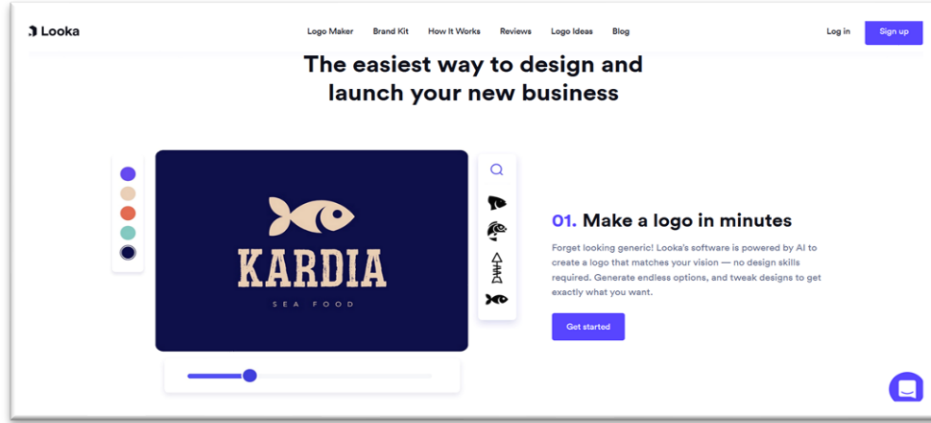 Looka
Logo Maker Brand Kit How It Works Reviews Logo Ideas Blog Log in Sign up
The easiest way to design and
launch your new business
KARDIA
SEA FOOD
01. Make a logo in minutes
Forget looking generic! Looka's software is powered by AI to
create a logo that matches your vision — no design skills
required. Generate endless options, and tweak designs to get
exactly what you want.
Get started